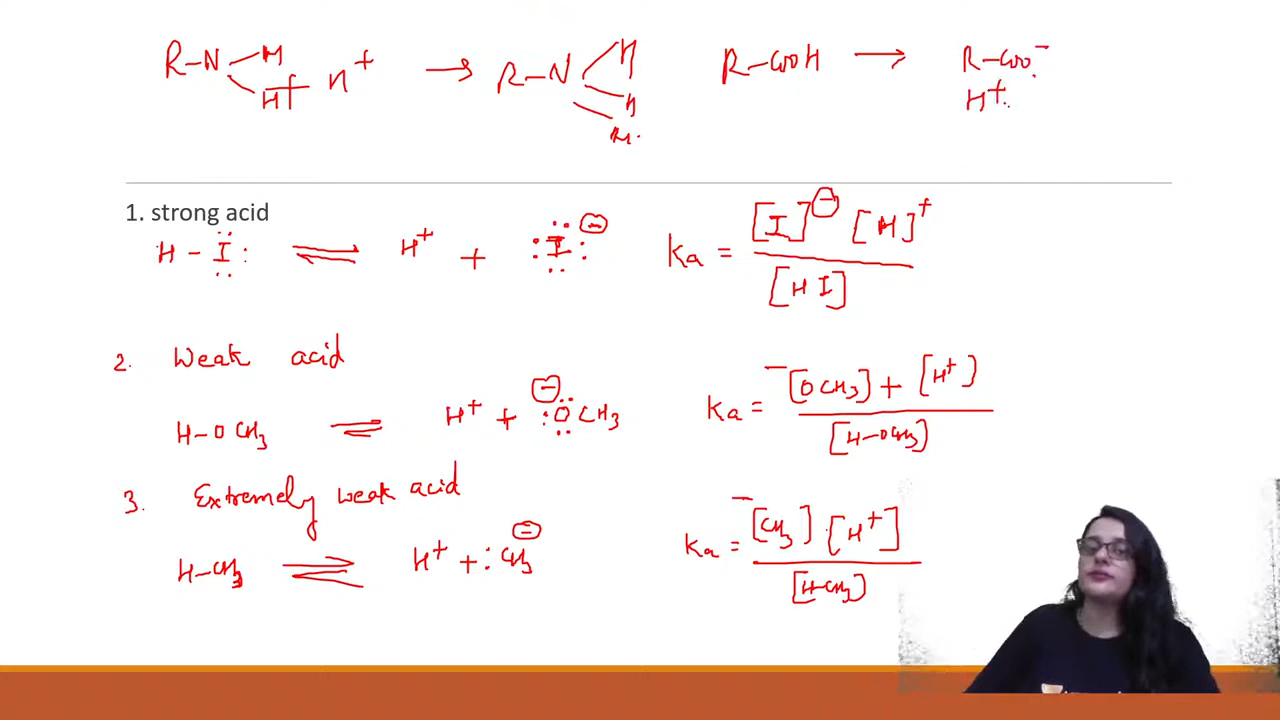 R-N H H + H+ → R-N H H H R-COOH → R-COO- H+
1. strong acid
H-I ⇌ H+ + I⊖ Ka = [I]⊖ [H]+ / [H I]
2. Weak acid
H-OCH3 ⇌ H+ + ⊖OCH3 Ka = -[OCH3] + [H+] / [H-OCH3]
3. Extremely weak acid
H-CH3 ⇌ H+ + :CH3⊖ Ka = -[CH3] [H+] / [H-CH3]